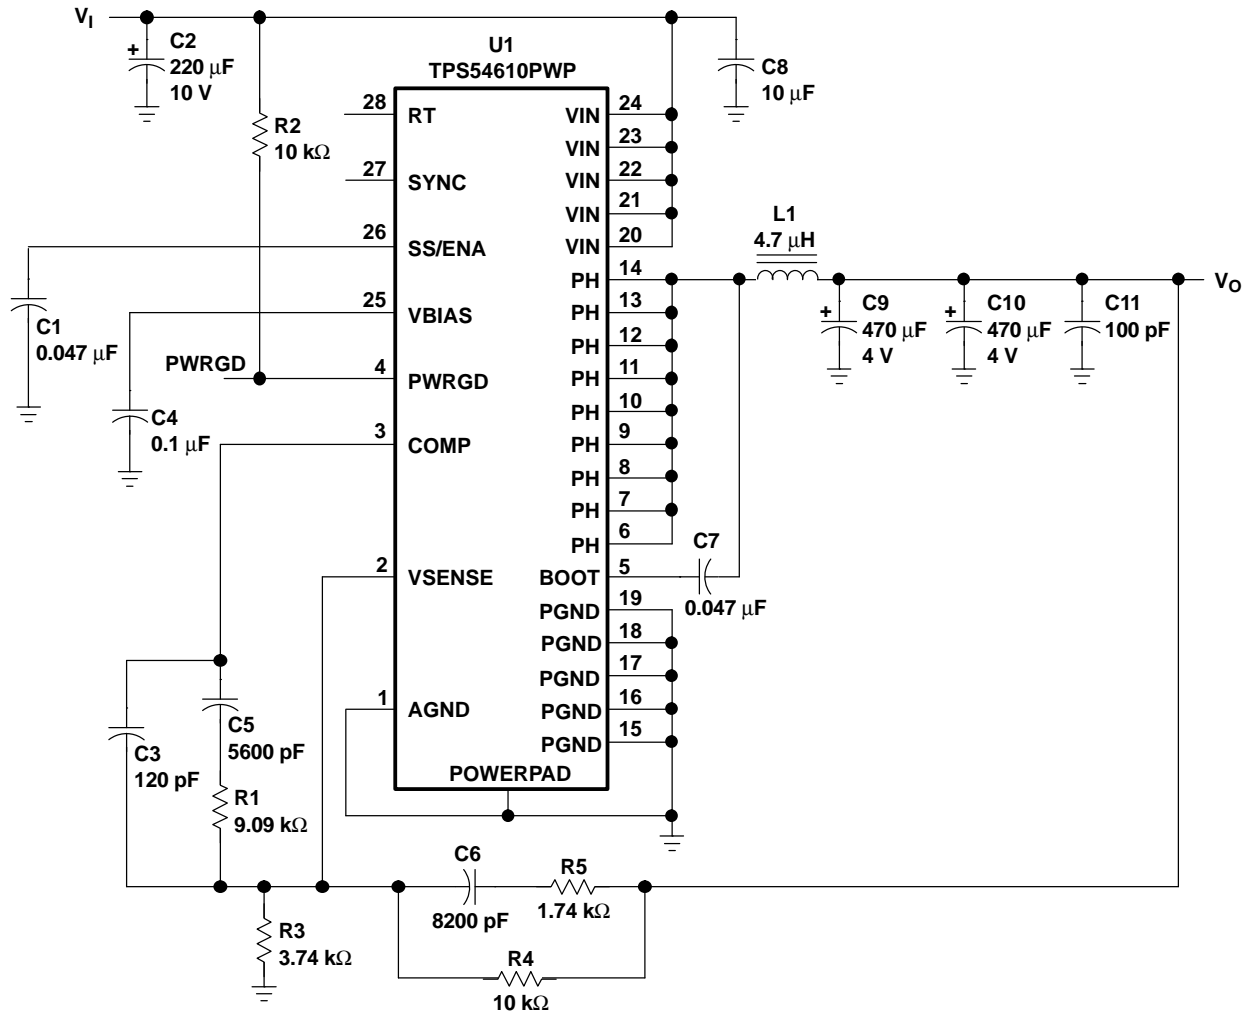 V_I
C2
+
220 μF
10 V
U1
TPS54610PWP
C8
10 μF
R2
10 kΩ
28
RT
27
SYNC
26
SS/ENA
25
VBIAS
PWRGD
4
PWRGD
3
COMP
2
VSENSE
1
AGND
24
VIN
23
VIN
22
VIN
21
VIN
20
VIN
14
PH
13
PH
12
PH
11
PH
10
PH
9
PH
8
PH
7
PH
6
PH
5
BOOT
19
PGND
18
PGND
17
PGND
16
PGND
15
PGND
POWERPAD
L1
4.7 μH
V_O
+
C9
470 μF
4 V
+
C10
470 μF
4 V
C11
100 pF
C1
0.047 μF
C4
0.1 μF
C7
0.047 μF
C5
5600 pF
C3
120 pF
R1
9.09 kΩ
C6
8200 pF
R5
1.74 kΩ
R3
3.74 kΩ
R4
10 kΩ